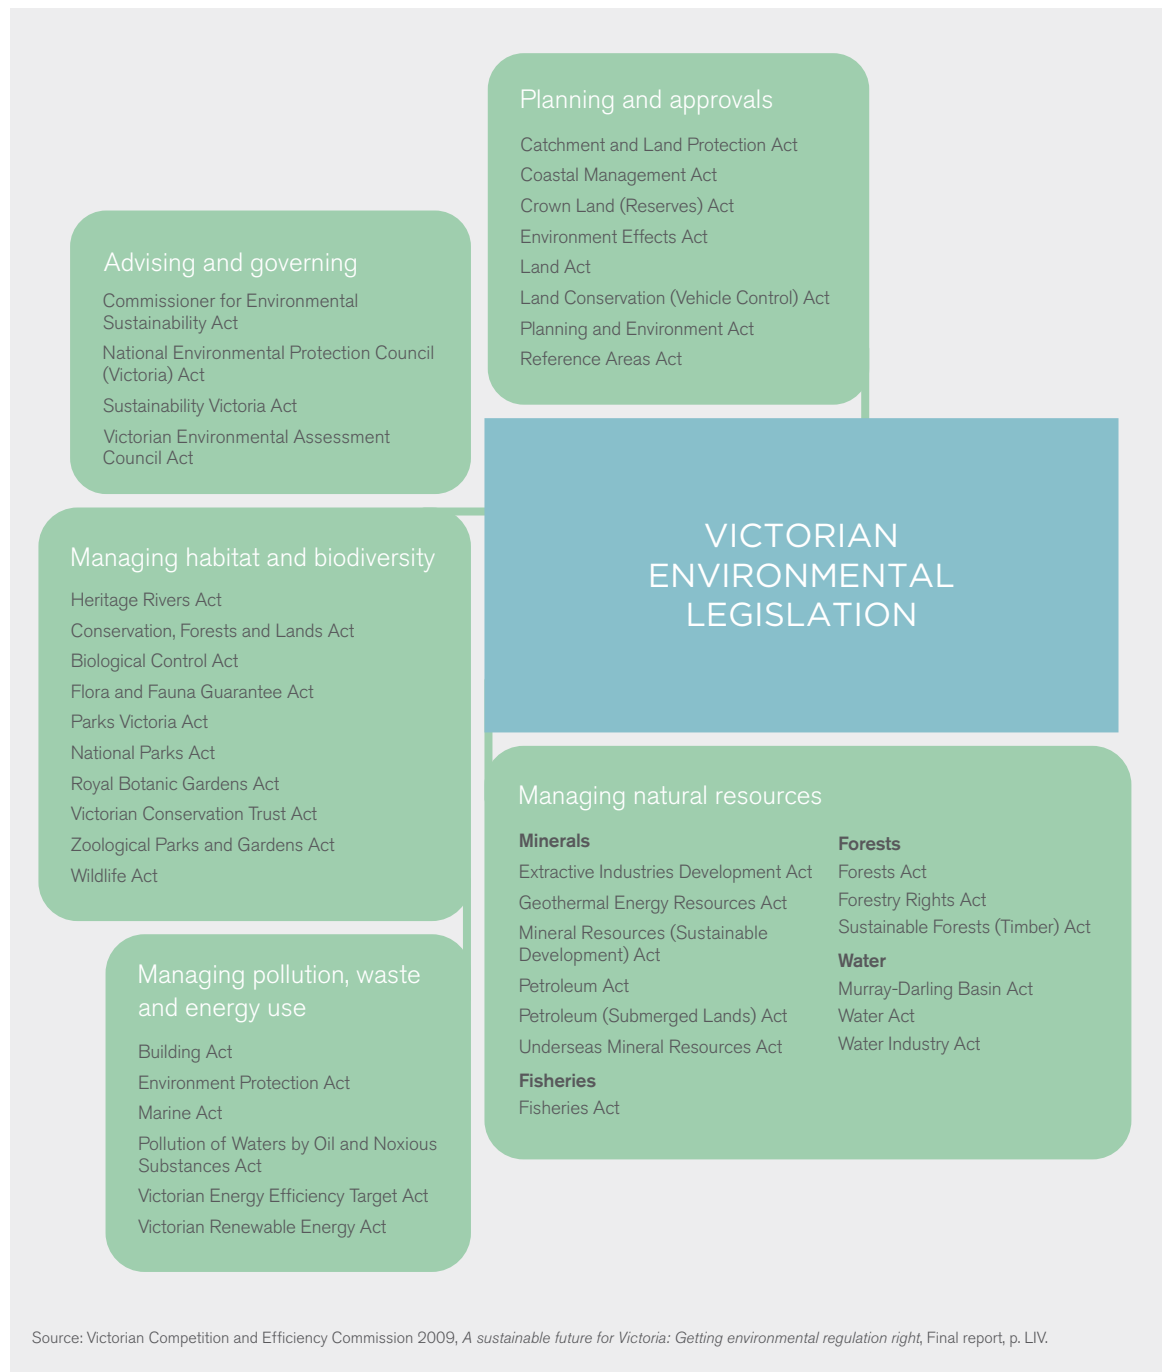 Planning and approvals
Catchment and Land Protection Act
Coastal Management Act
Crown Land (Reserves) Act
Environment Effects Act
Land Act
Land Conservation (Vehicle Control) Act
Planning and Environment Act
Reference Areas Act
Advising and governing
Commissioner for Environmental
Sustainability Act
National Environmental Protection Council
(Victoria) Act
Sustainability Victoria Act
Victorian Environmental Assessment
Council Act
VICTORIAN
ENVIRONMENTAL
LEGISLATION
Managing habitat and biodiversity
Heritage Rivers Act
Conservation, Forests and Lands Act
Biological Control Act
Flora and Fauna Guarantee Act
Parks Victoria Act
National Parks Act
Royal Botanic Gardens Act
Victorian Conservation Trust Act
Zoological Parks and Gardens Act
Wildlife Act
Managing natural resources
Minerals
Extractive Industries Development Act
Geothermal Energy Resources Act
Mineral Resources (Sustainable
Development) Act
Petroleum Act
Petroleum (Submerged Lands) Act
Underseas Mineral Resources Act
Fisheries
Fisheries Act
Forests
Forests Act
Forestry Rights Act
Sustainable Forests (Timber) Act
Water
Murray-Darling Basin Act
Water Act
Water Industry Act
Managing pollution, waste
and energy use
Building Act
Environment Protection Act
Marine Act
Pollution of Waters by Oil and Noxious
Substances Act
Victorian Energy Efficiency Target Act
Victorian Renewable Energy Act
Source: Victorian Competition and Efficiency Commission 2009, A sustainable future for Victoria: Getting environmental regulation right, Final report, p. LIV.